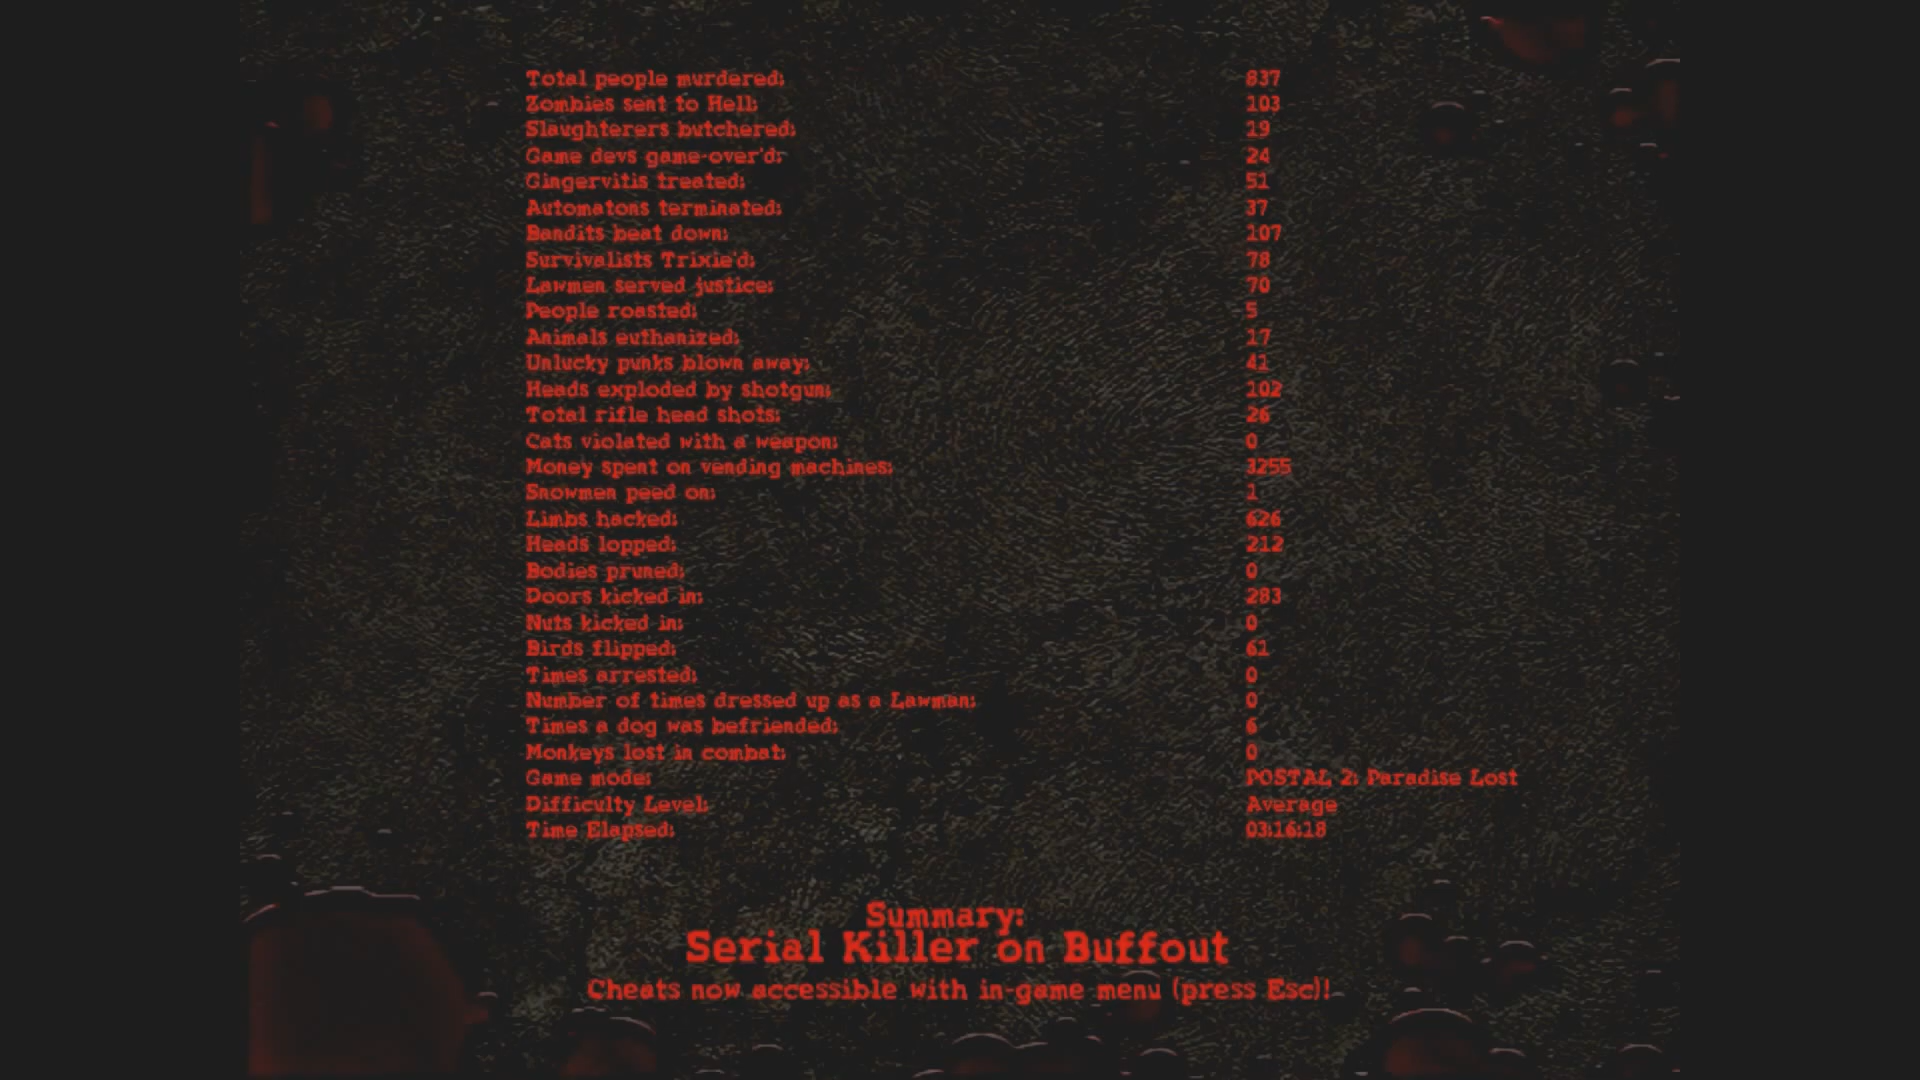 Total people murdered: 837
Zombies sent to Hell: 103
Slaughterers butchered: 19
Game devs game-over'd: 24
Gingervitis treated: 51
Automatons terminated: 37
Bandits beat down: 107
Survivalists Trixie'd: 78
Lawmen served justice: 70
People roasted: 5
Animals euthanized: 17
Unlucky punks blown away: 41
Heads exploded by shotgun: 102
Total rifle head shots: 26
Cats violated with a weapon: 0
Money spent on vending machines: 3255
Snowmen peed on: 1
Limbs hacked: 626
Heads lopped: 212
Bodies pruned: 0
Doors kicked in: 283
Nuts kicked in: 0
Birds flipped: 61
Times arrested: 0
Number of times dressed up as a Lawman: 0
Times a dog was befriended: 6
Monkeys lost in combat: 0
Game mode: POSTAL 2: Paradise Lost
Difficulty Level: Average
Time Elapsed: 03:16:18
Summary:
Serial Killer on Buffout
Cheats now accessible with in-game menu (press Esc)!